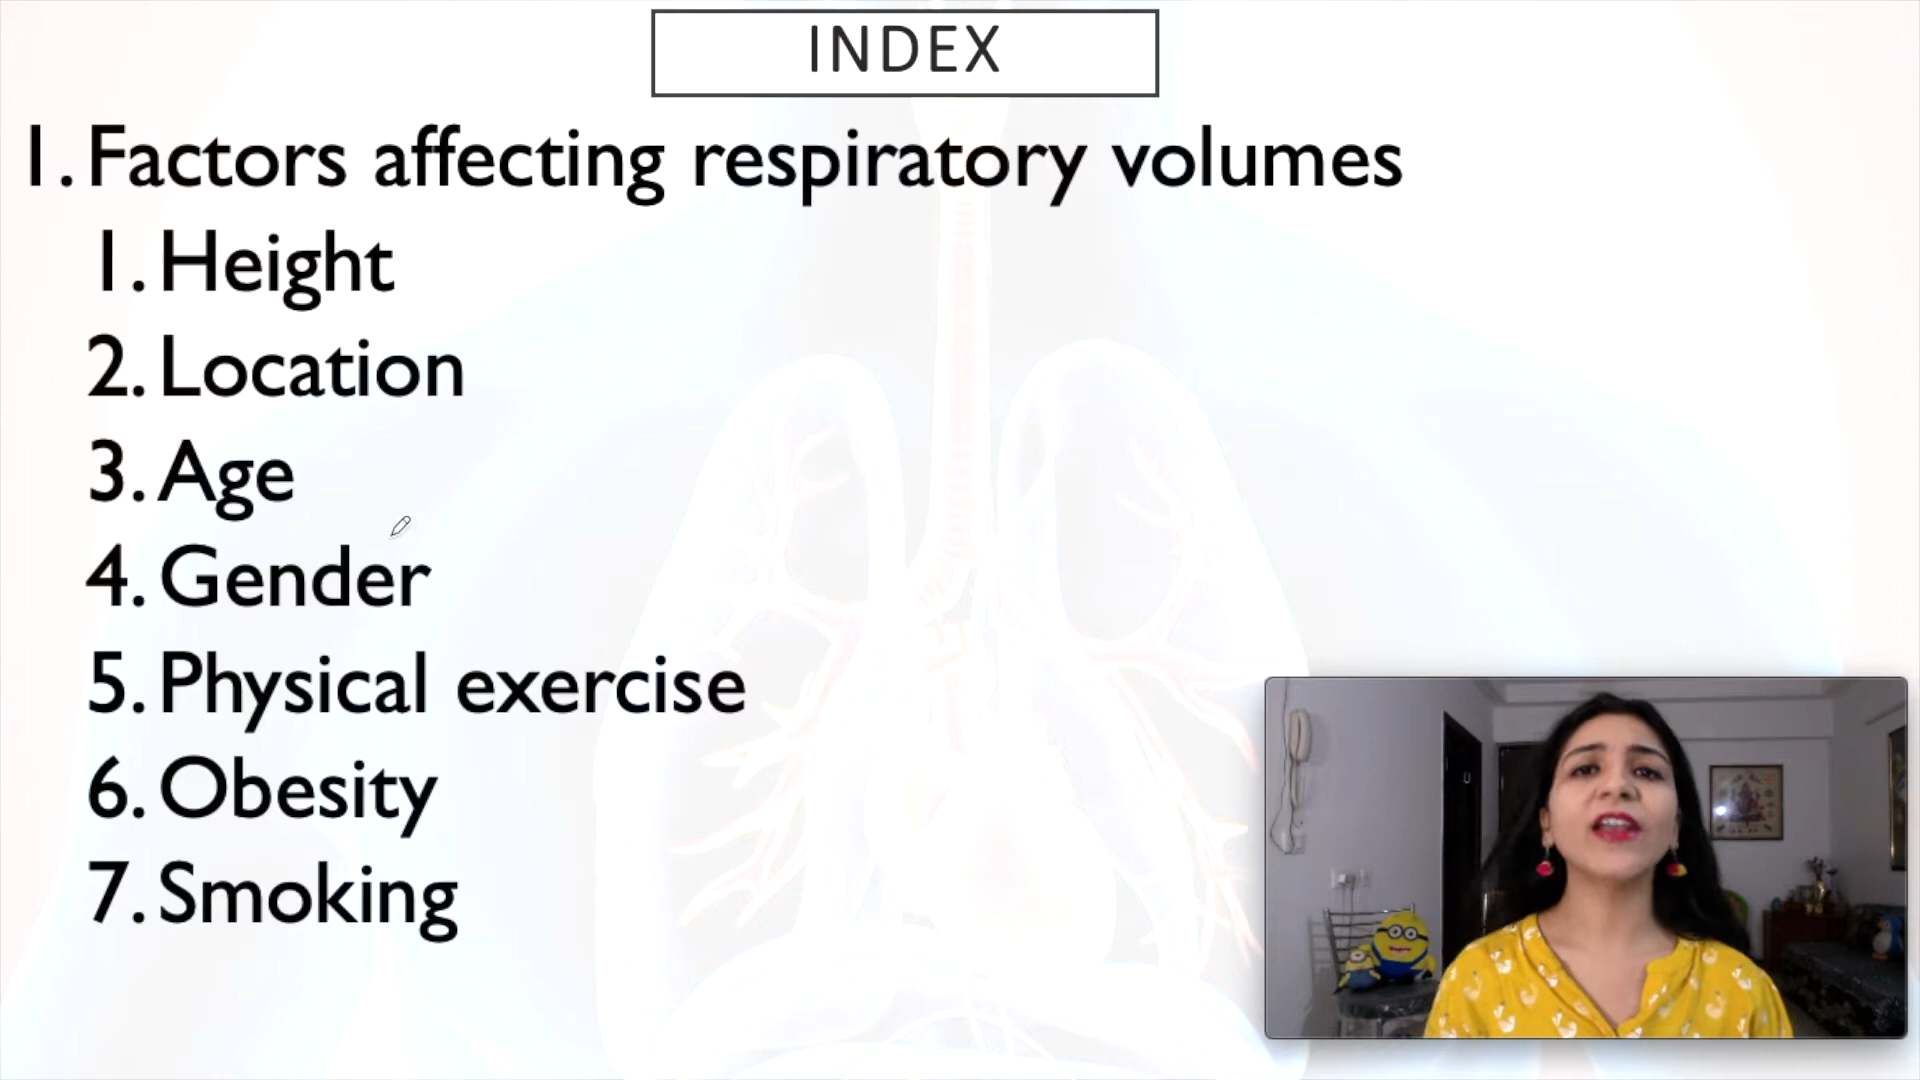 INDEX
1. Factors affecting respiratory volumes
1. Height
2. Location
3. Age
4. Gender
5. Physical exercise
6. Obesity
7. Smoking